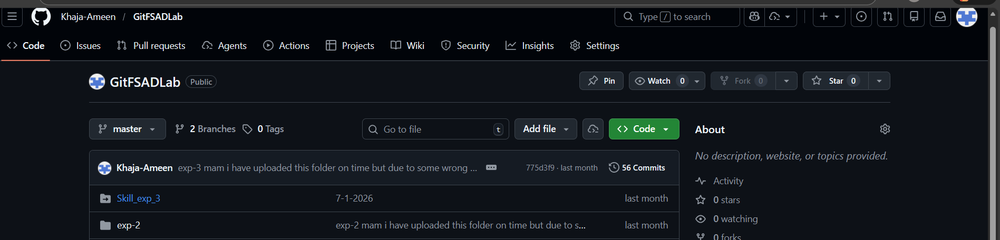 Khaja-Ameen / GitFSADLab Type / to search
Code Issues Pull requests Agents Actions Projects Wiki Security Insights Settings
GitFSADLab Public Pin Watch 0 Fork 0 Star 0
master 2 Branches 0 Tags Go to file t Add file Code About
No description, website, or topics provided.
Khaja-Ameen exp-3 mam i have uploaded this folder on time but due to some wrong ... 775d3f9 · last month 56 Commits
Activity
Skill_exp_3 7-1-2026 last month
0 stars
0 watching
exp-2 exp-2 mam i have uploaded this folder on time but due to s... last month
0 forks